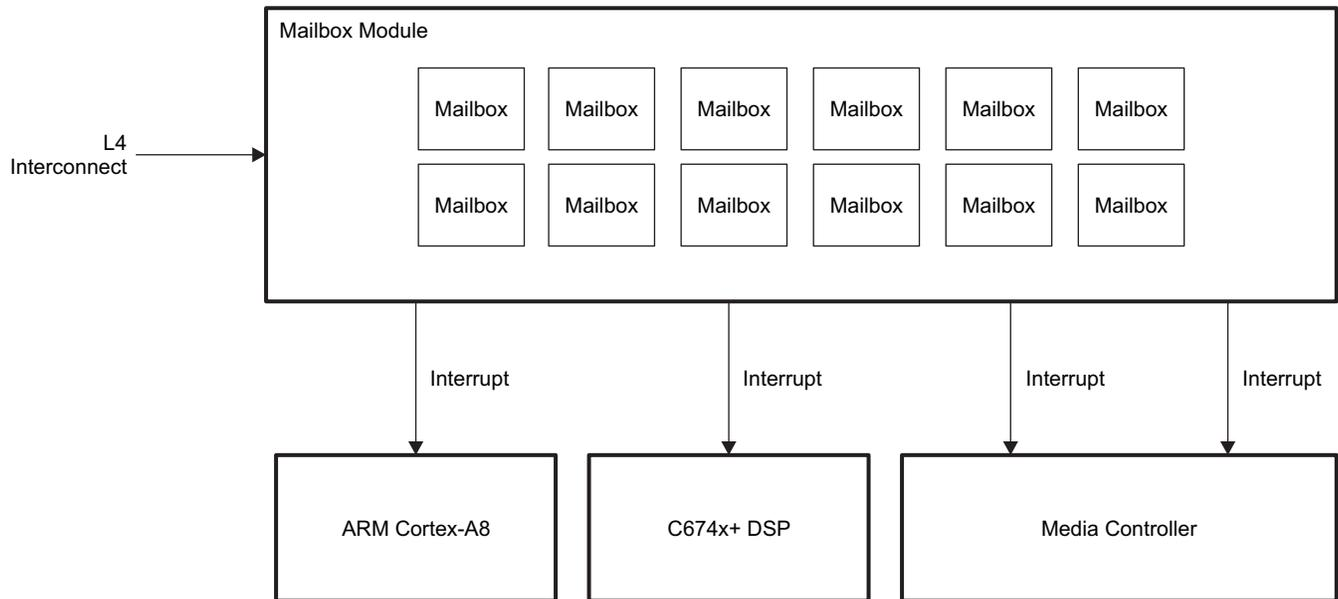 Mailbox Module
Mailbox Mailbox Mailbox Mailbox Mailbox Mailbox
L4
Interconnect
Mailbox Mailbox Mailbox Mailbox Mailbox Mailbox
Interrupt Interrupt Interrupt Interrupt
ARM Cortex-A8 C674x+ DSP Media Controller